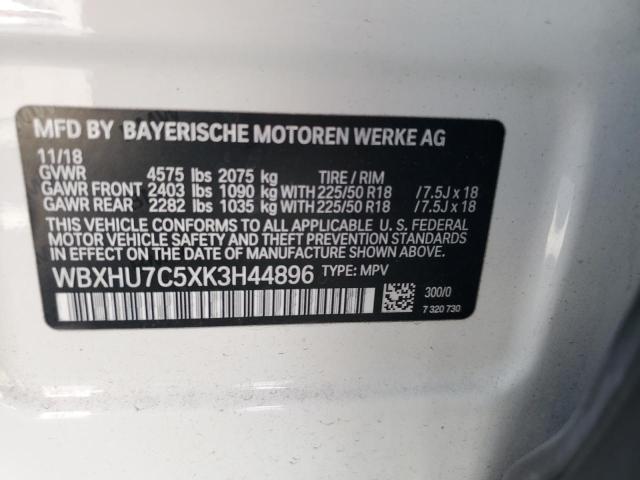 MFD BY BAYERISCHE MOTOREN WERKE AG
11/18
GVWR 4575 lbs 2075 kg TIRE / RIM
GAWR FRONT 2403 lbs 1090 kg WITH 225/50 R18 /7.5J x 18
GAWR REAR 2282 lbs 1035 kg WITH 225/50 R18 /7.5J x 18
THIS VEHICLE CONFORMS TO ALL APPLICABLE U. S. FEDERAL
MOTOR VEHICLE SAFETY AND THEFT PREVENTION STANDARDS
IN EFFECT ON THE DATE OF MANUFACTURE SHOWN ABOVE.
WBXHU7C5XK3H44896 TYPE: MPV
300/0
7 320 730